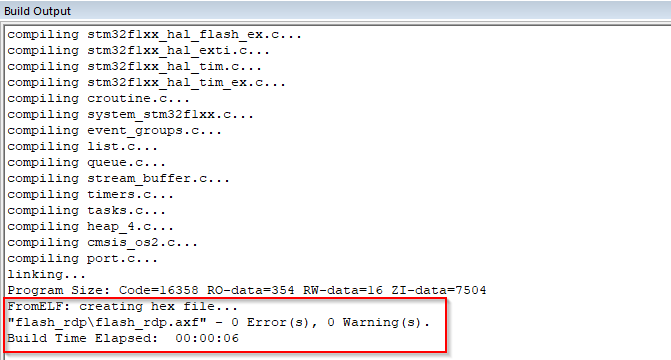 Build Output
compiling stm32f1xx_hal_flash_ex.c...
compiling stm32f1xx_hal_exti.c...
compiling stm32f1xx_hal_tim.c...
compiling stm32f1xx_hal_tim_ex.c...
compiling croutine.c...
compiling system_stm32f1xx.c...
compiling event_groups.c...
compiling list.c...
compiling queue.c...
compiling stream_buffer.c...
compiling timers.c...
compiling tasks.c...
compiling heap_4.c...
compiling cmsis_os2.c...
compiling port.c...
linking...
Program Size: Code=16358 RO-data=354 RW-data=16 ZI-data=7504
FromELF: creating hex file...
"flash_rdp\flash_rdp.axf" - 0 Error(s), 0 Warning(s).
Build Time Elapsed:  00:00:06